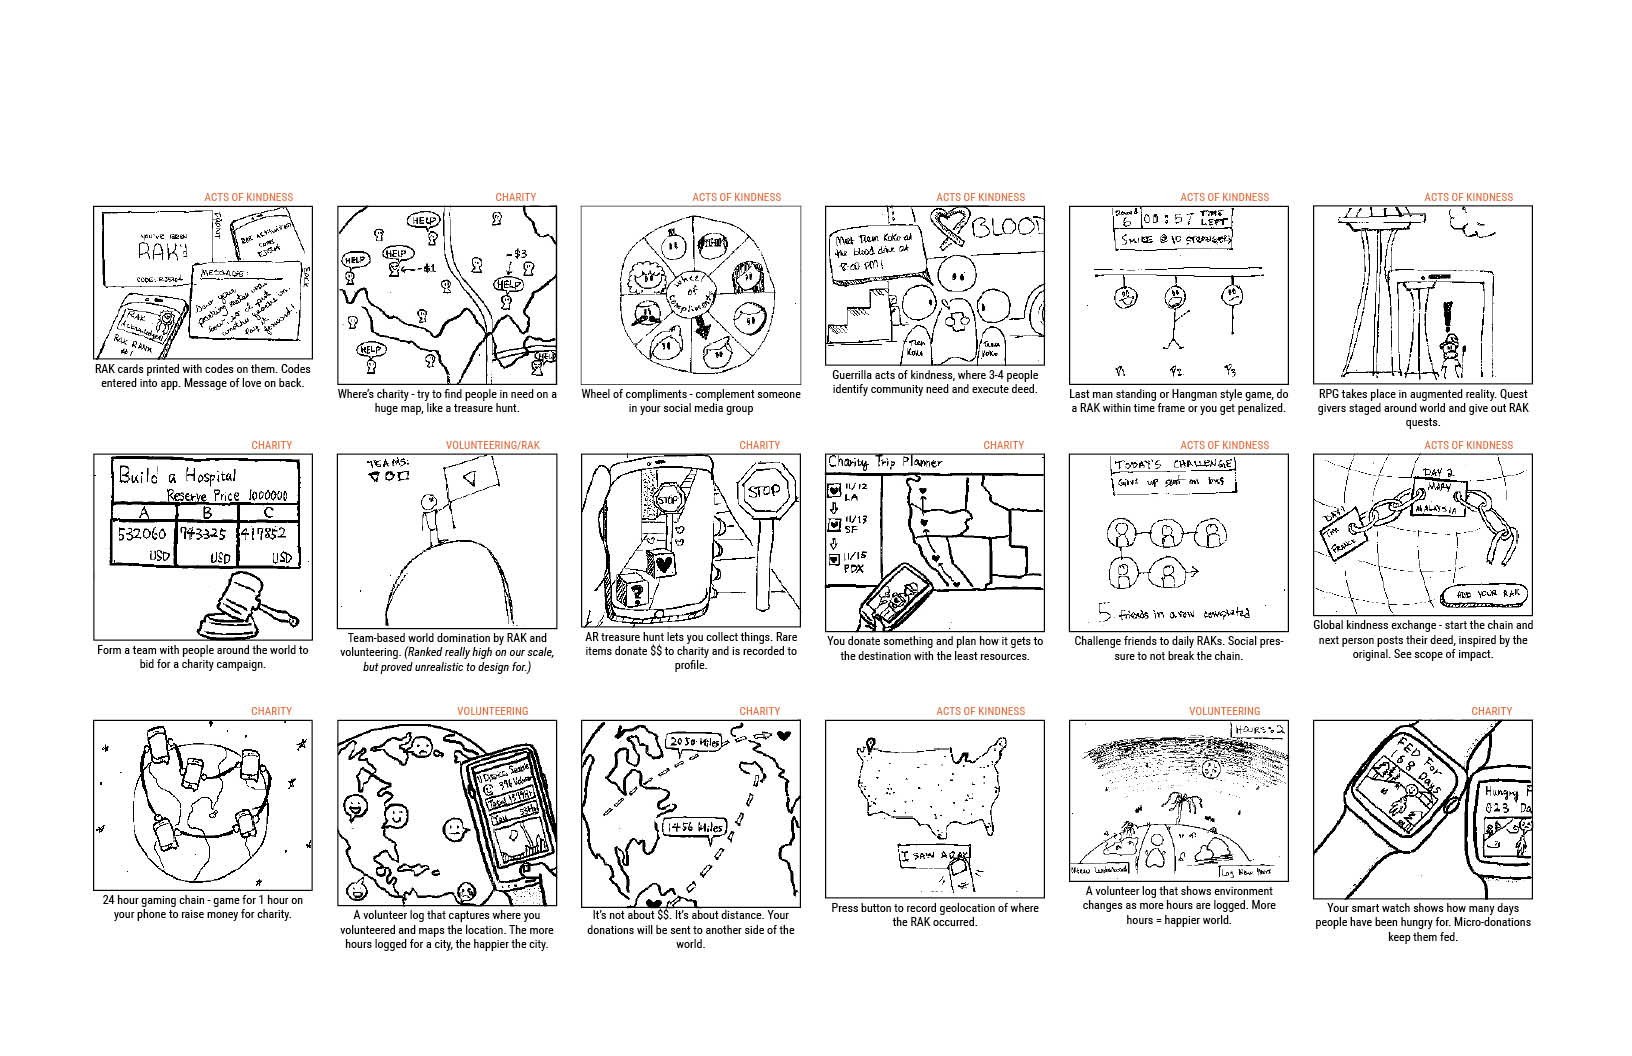 ACTS OF KINDNESS
YOU'VE BEEN
RAK'd
FRONT
MESSAGE:
BACK
RAK
RAK RANK
#1
RAK cards printed with codes on them. Codes
entered into app. Message of love on back.
CHARITY
HELP
HELP
HELP
-$1
-$3
HELP
HELP
HELP
Where's charity - try to find people in need on a
huge map, like a treasure hunt.
ACTS OF KINDNESS
Wheel
of
Compliments
Wheel of compliments - complement someone
in your social media group
ACTS OF KINDNESS
BLOOD
Meet Team Koko at
the blood drive at
8:00 PM!
Team
Koko
Team
Koko
Guerrilla acts of kindness, where 3-4 people
identify community need and execute deed.
ACTS OF KINDNESS
Round
6
00:57 TIME
LEFT
SMILE @ 10 STRANGERS
P1
P2
P3
Last man standing or Hangman style game, do
a RAK within time frame or you get penalized.
ACTS OF KINDNESS
!
RPG takes place in augmented reality. Quest
givers staged around world and give out RAK
quests.
CHARITY
Build a Hospital
Reserve Price 1000000
A B C
532060 743325 417852
USD USD USD
Form a team with people around the world to
bid for a charity campaign.
VOLUNTEERING/RAK
TEAMS:
Team-based world domination by RAK and
volunteering. (Ranked really high on our scale,
but proved unrealistic to design for.)
CHARITY
STOP
STOP
?
AR treasure hunt lets you collect things. Rare
items donate $$ to charity and is recorded to
profile.
CHARITY
Charity Trip Planner
11/12
LA
11/13
SF
11/15
PDX
You donate something and plan how it gets to
the destination with the least resources.
ACTS OF KINDNESS
TODAY'S CHALLENGE
Give up seat on bus
5 friends in a row completed
Challenge friends to daily RAKs. Social pres-
sure to not break the chain.
ACTS OF KINDNESS
DAY 2
MARY
MALAYSIA
DAY 1
TIM
FRANCE
ADD YOUR RAK
Global kindness exchange - start the chain and
next person posts their deed, inspired by the
original. See scope of impact.
CHARITY
24 hour gaming chain - game for 1 hour on
your phone to raise money for charity.
VOLUNTEERING
A volunteer log that captures where you
volunteered and maps the location. The more
hours logged for a city, the happier the city.
CHARITY
2050 Miles
1456 Miles
It's not about $$. It's about distance. Your
donations will be sent to another side of the
world.
ACTS OF KINDNESS
I SAW A RAK
Press button to record geolocation of where
the RAK occurred.
VOLUNTEERING
HOURS: 2
View Leaderboard
Log New Hours
A volunteer log that shows environment
changes as more hours are logged. More
hours = happier world.
CHARITY
FED FOR
168 Days
Hungry F
023 Da
Your smart watch shows how many days
people have been hungry for. Micro-donations
keep them fed.